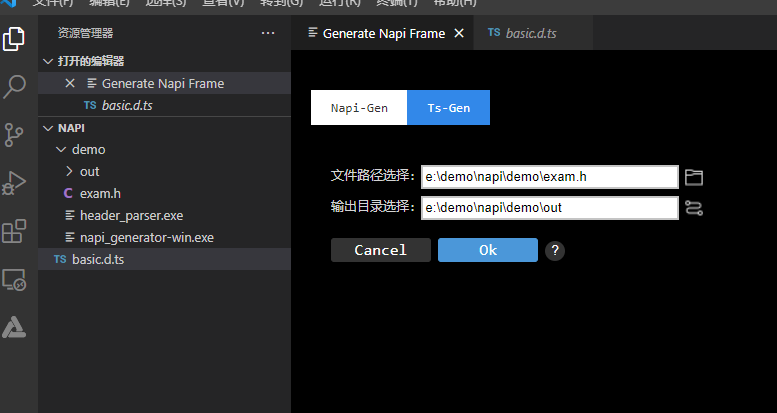 文件(F) 编辑(E) 选择(S) 查看(V) 转到(G) 运行(R) 终端(T) 帮助(H)
资源管理器 ···
打开的编辑器
Generate Napi Frame
TS basic.d.ts
NAPI
demo
out
C exam.h
header_parser.exe
napi_generator-win.exe
TS basic.d.ts
Generate Napi Frame
TS basic.d.ts
Napi-Gen Ts-Gen
文件路径选择: e:\demo\napi\demo\exam.h
输出目录选择: e:\demo\napi\demo\out
Cancel Ok ?